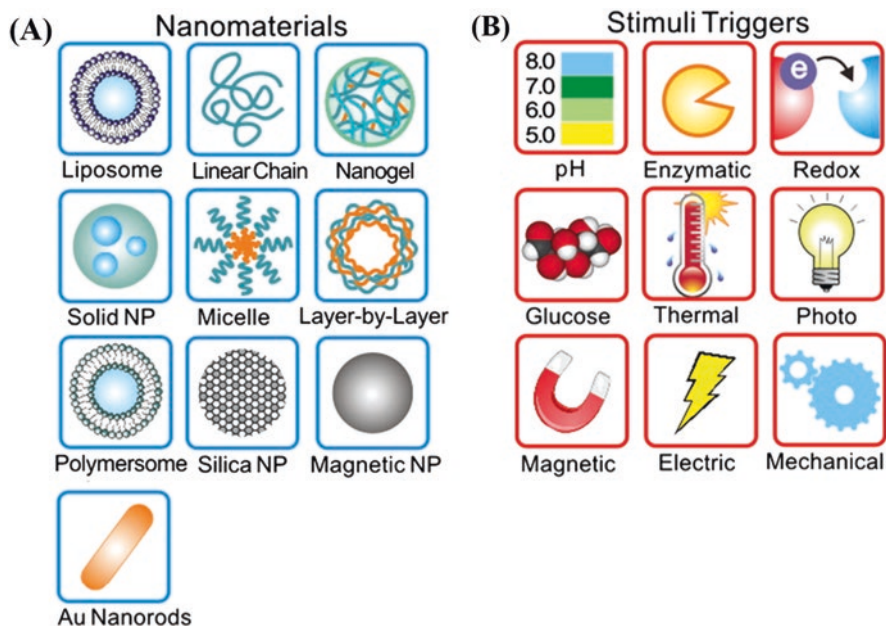 (A) Nanomaterials
Liposome
Linear Chain
Nanogel
Solid NP
Micelle
Layer-by-Layer
Polymersome
Silica NP
Magnetic NP
Au Nanorods
(B) Stimuli Triggers
8.0
7.0
6.0
5.0
pH
Enzymatic
e
Redox
Glucose
Thermal
Photo
Magnetic
Electric
Mechanical